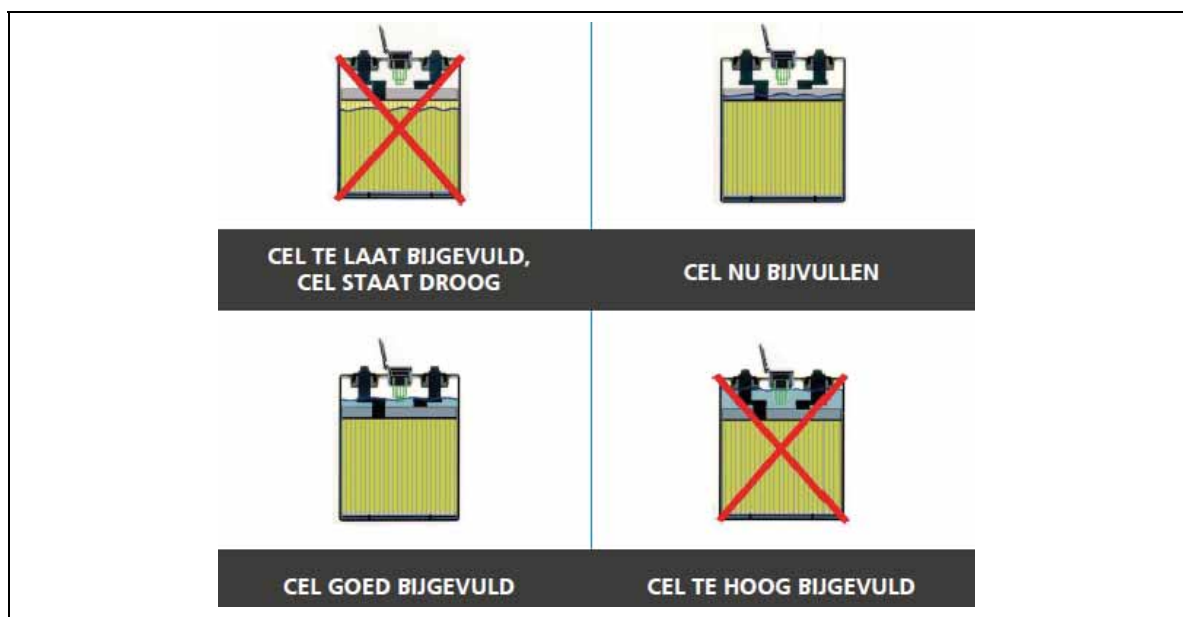 CEL TE LAAT BIJGEVULD,
CEL STAAT DROOG
CEL NU BIJVULLEN
CEL GOED BIJGEVULD
CEL TE HOOG BIJGEVULD